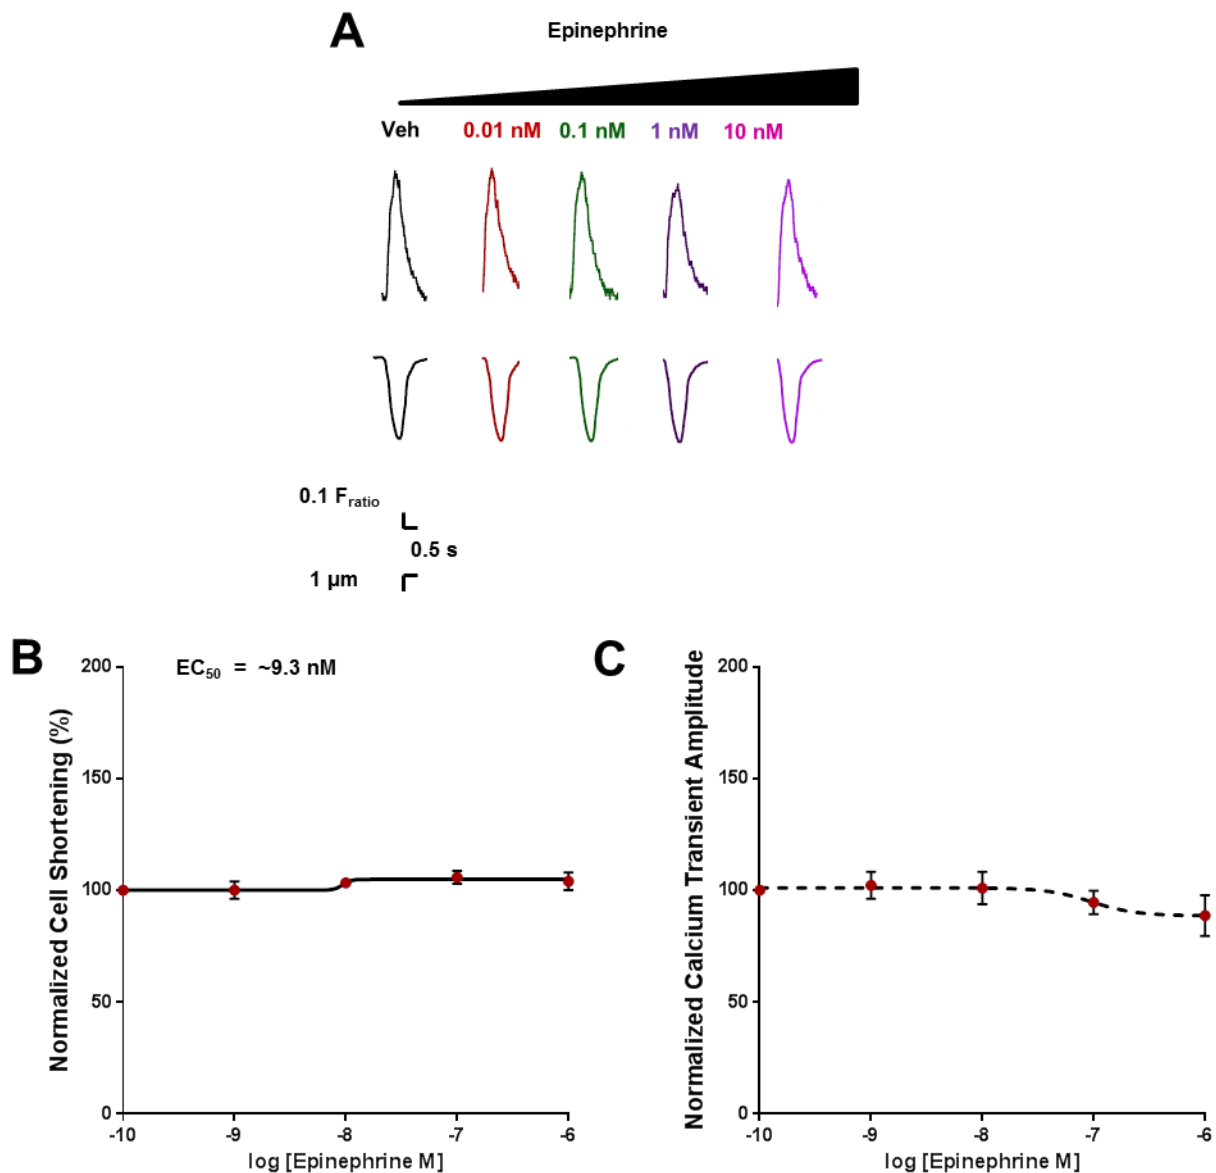 A
Epinephrine
Veh 0.01 nM 0.1 nM 1 nM 10 nM
0.1 Fratio
0.5 s
1 µm
B
EC50 = ~9.3 nM
Normalized Cell Shortening (%)
200
150
100
50
0
-10 -9 -8 -7 -6
log [Epinephrine M]
C
Normalized Calcium Transient Amplitude
200
150
100
50
0
-10 -9 -8 -7 -6
log [Epinephrine M]